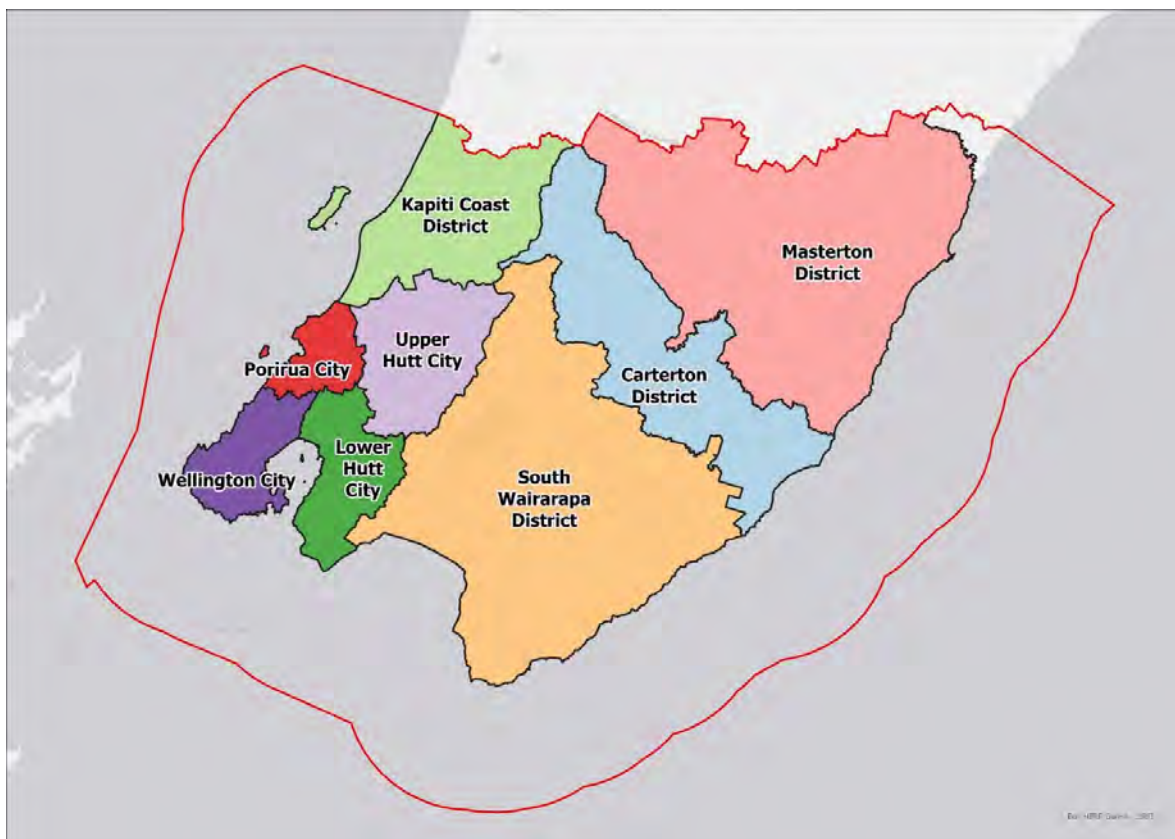 Kapiti Coast
District
Masterton
District
Upper
Hutt City
Porirua City
Carterton
District
Lower
Hutt
City
Wellington City
South
Wairarapa
District